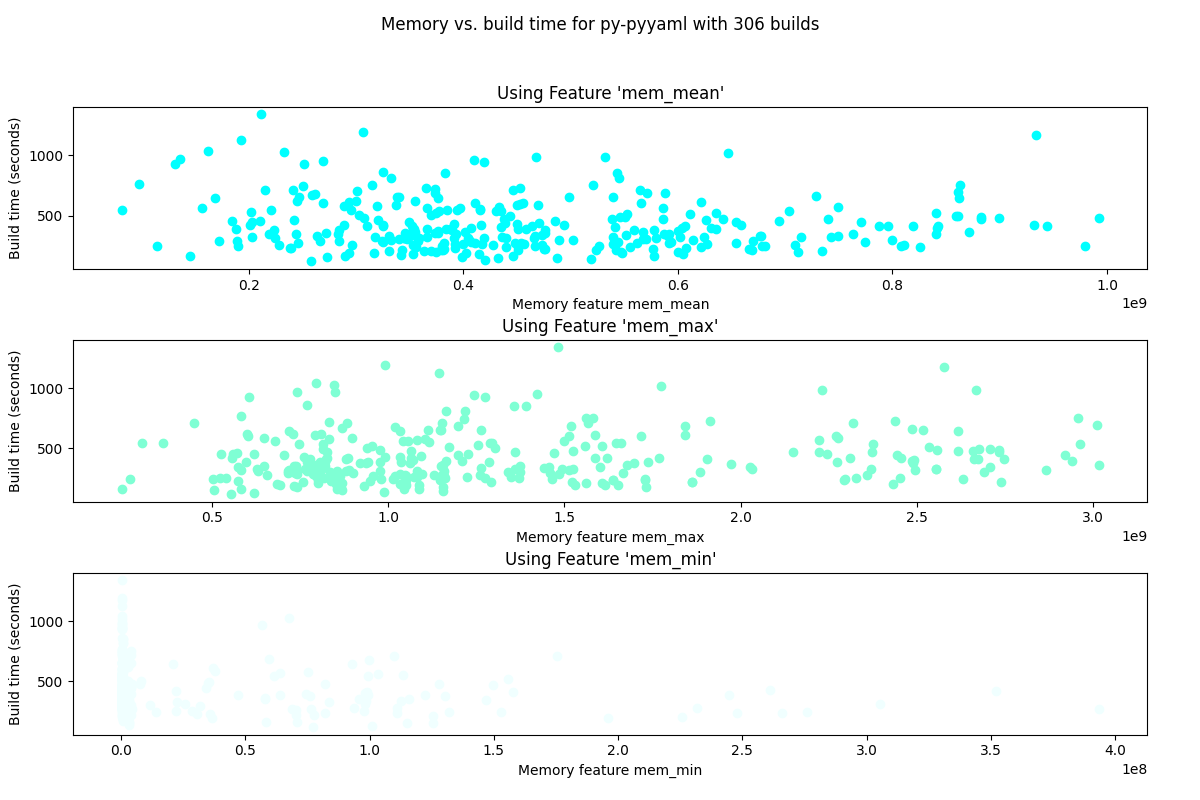 Memory vs. build time for py-pyyaml with 306 builds
Using Feature 'mem_mean'
Build time (seconds)
1000
500
0.2 0.4 0.6 0.8 1.0
Memory feature mem_mean
1e9
Using Feature 'mem_max'
Build time (seconds)
1000
500
0.5 1.0 1.5 2.0 2.5 3.0
Memory feature mem_max
1e9
Using Feature 'mem_min'
Build time (seconds)
1000
500
0.0 0.5 1.0 1.5 2.0 2.5 3.0 3.5 4.0
Memory feature mem_min
1e8